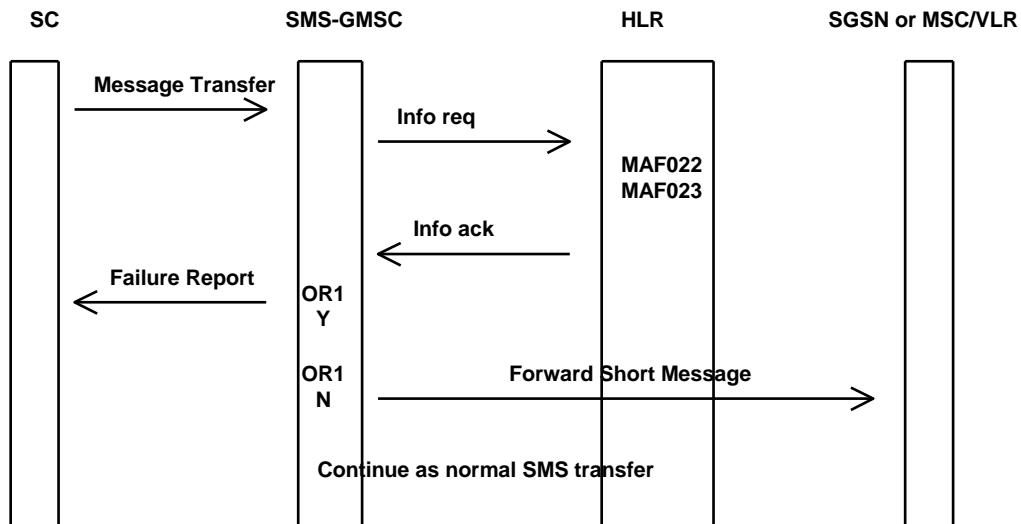 SC SMS-GMSC HLR SGSN or MSC/VLR
Message Transfer
Info req
MAF022
MAF023
Info ack
Failure Report
OR1
Y
OR1
N
Forward Short Message
Continue as normal SMS transfer